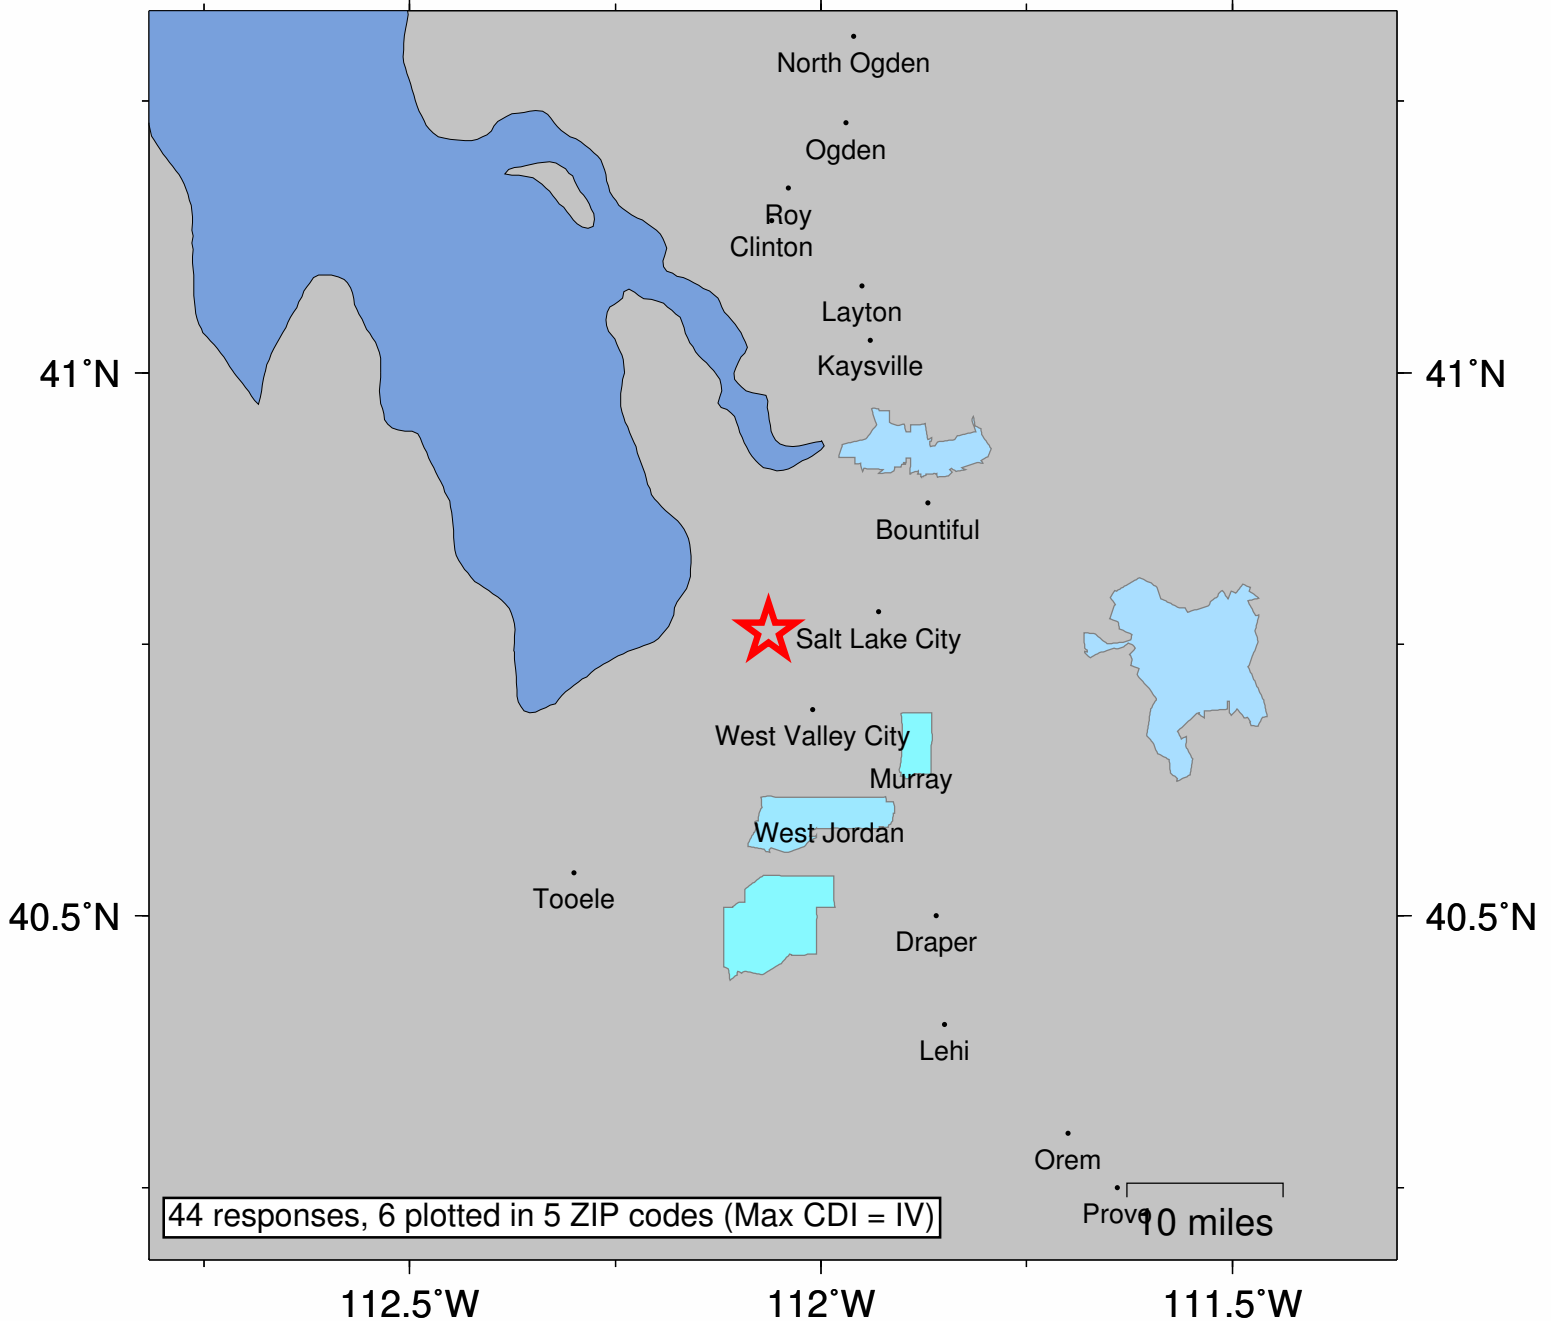 North Ogden
Ogden
Roy
Clinton
Layton
Kaysville
41˚N
41˚N
Bountiful
Salt Lake City
West Valley City
Murray
West Jordan
Tooele
40.5˚N
40.5˚N
Draper
Lehi
Orem
Provo
10 miles
44 responses, 6 plotted in 5 ZIP codes (Max CDI = IV)
112.5˚W
112˚W
111.5˚W